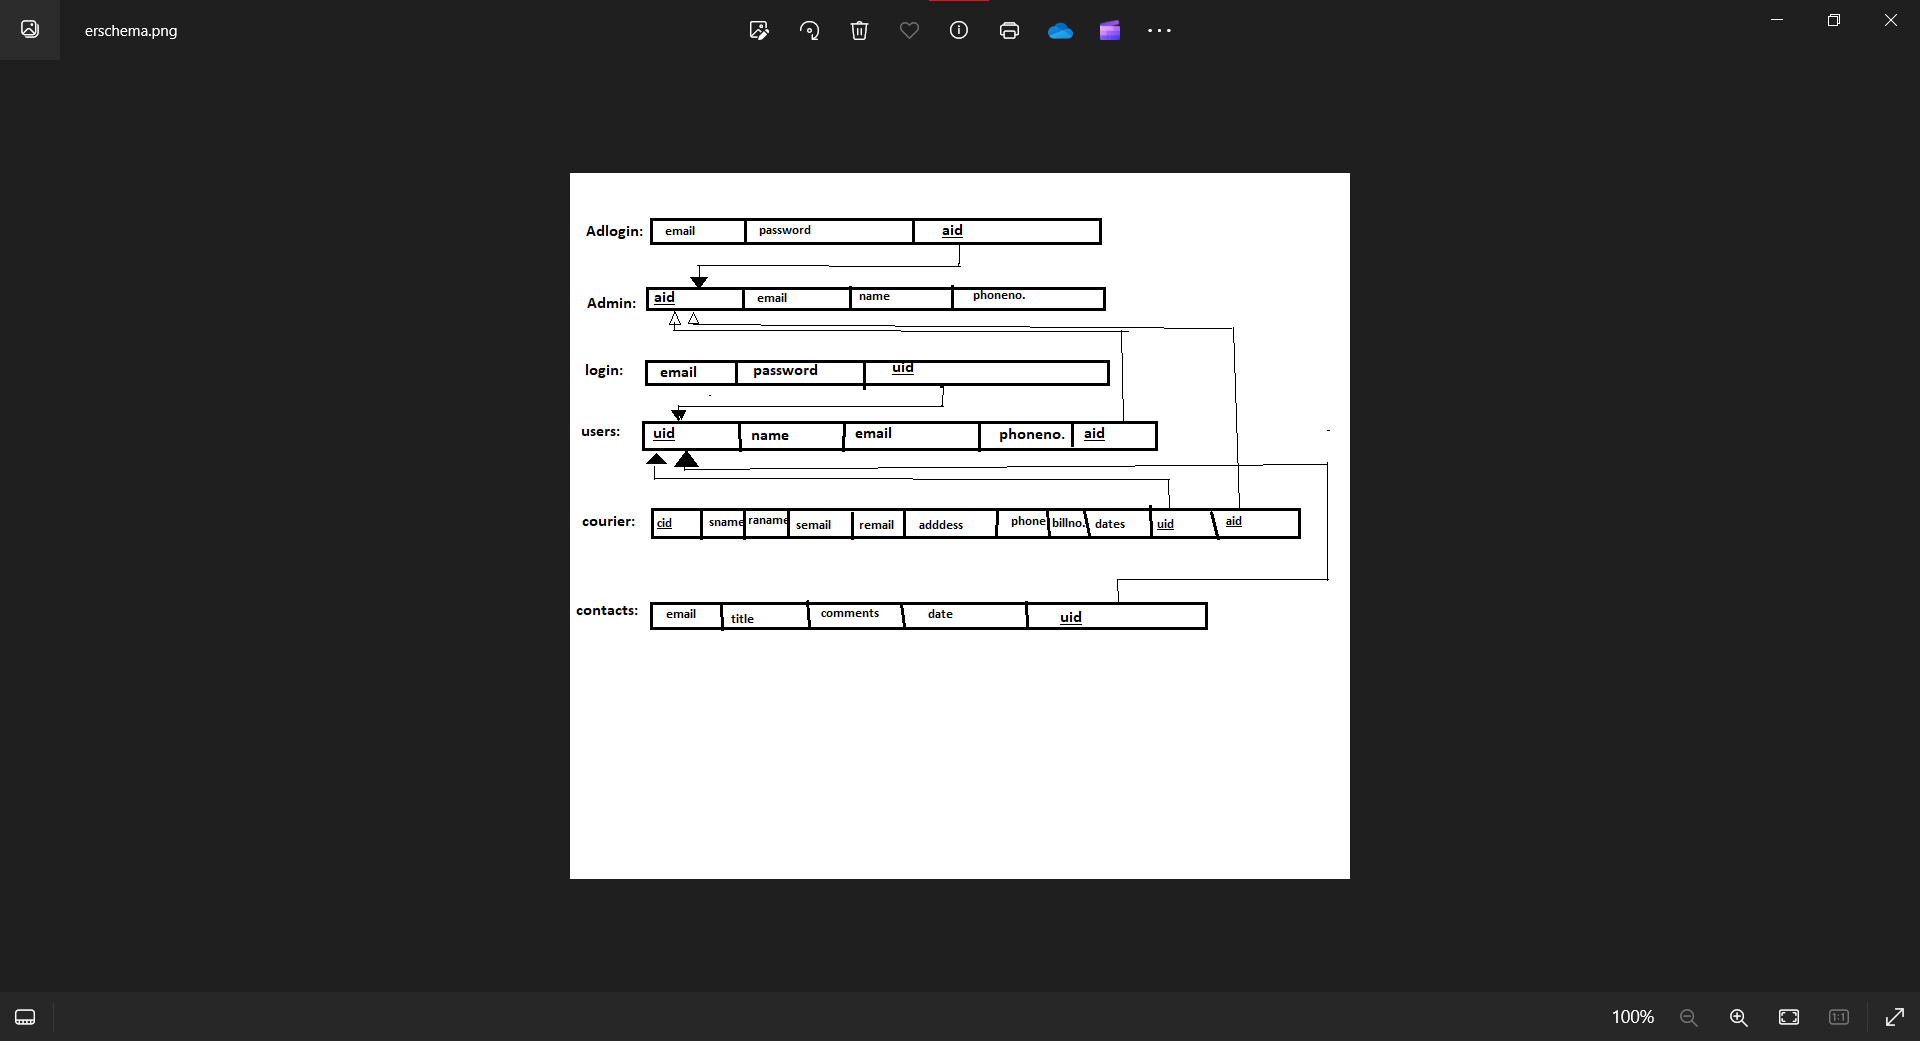 erschema.png
Adlogin: email password aid
Admin: aid email name phoneno.
login: email password uid
users: uid name email phoneno. aid
courier: cid sname raname semail remail adddess phone billno. dates uid aid
contacts: email title comments date uid
100% 1:1